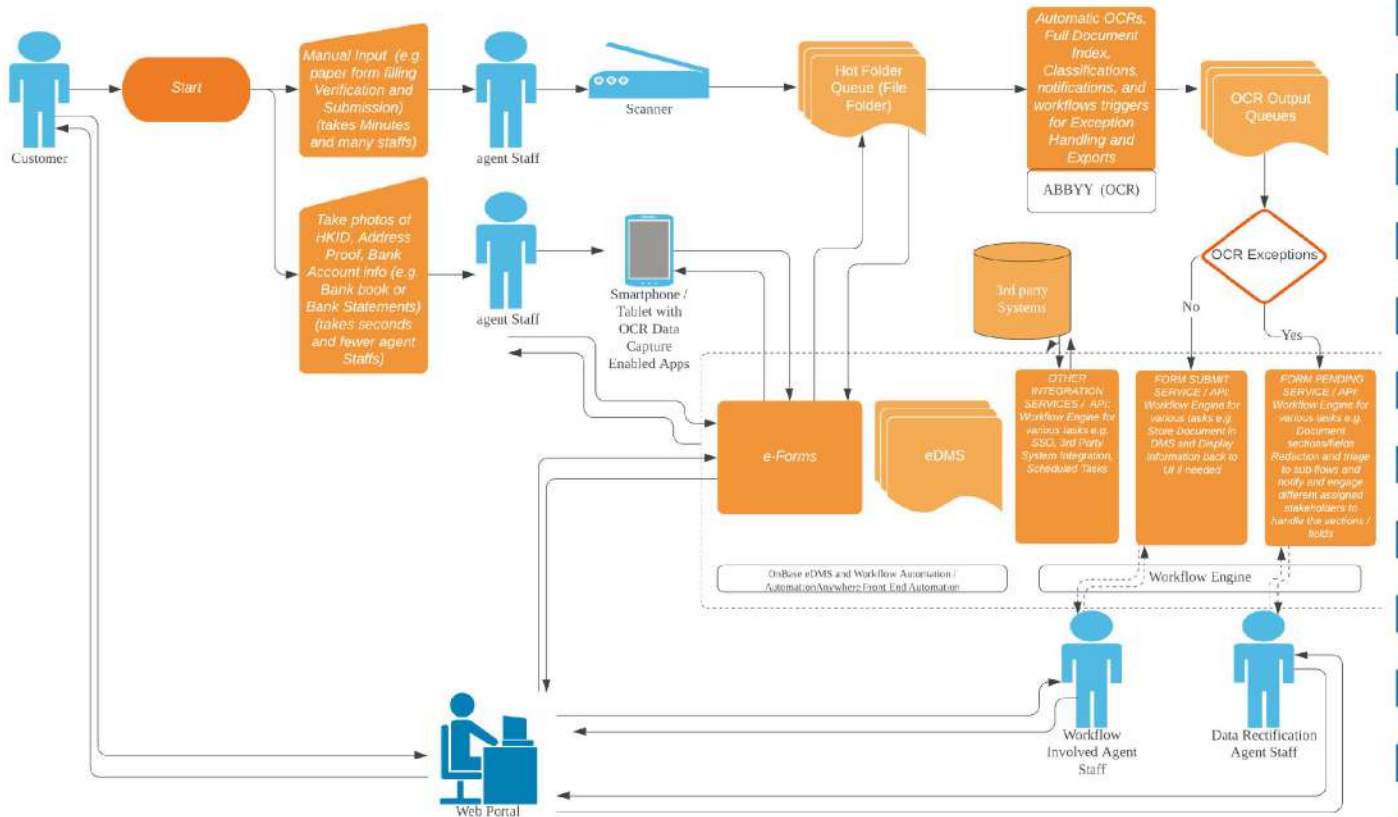 Customer
Start
Manual Input (e.g.
paper form filling
Verification and
Submission)
(takes Minutes
and many staffs)
agent Staff
Scanner
Hot Folder
Queue (File
Folder)
Automatic OCRs,
Full Document
Index,
Classifications,
notifications, and
workflows triggers
for Exception
Handling and
Exports
ABBYY (OCR)
OCR Output
Queues
Take photos of
HKID, Address
Proof, Bank
Account info (e.g.
Bank book or
Bank Statements)
(takes seconds
and fewer agent
Staffs)
agent Staff
Smartphone /
Tablet with
OCR Data
Capture
Enabled Apps
3rd party
Systems
OCR Exceptions
No
Yes
e-Forms
eDMS
OTHER
INTEGRATION
SERVICES / API:
Workflow Engine for
various tasks e.g.
SSO, 3rd Party
System Integration,
Scheduled Tasks
FORM SUBMIT
SERVICE / API:
Workflow Engine for
various tasks e.g.
Store Document in
DMS and Display
Information back to
UI if needed
FORM PENDING
SERVICE / API:
Workflow Engine for
various tasks e.g.
Document
sections/fields
Redaction and triage
to sub-flows and
notify and engage
different assigned
stakeholders to
handle the sections /
fields
OnBase eDMS and Workflow Automation /
AutomationAnywhere Front End Automation
Workflow Engine
Workflow
Involved Agent
Staff
Data Rectification
Agent Staff
Web Portal